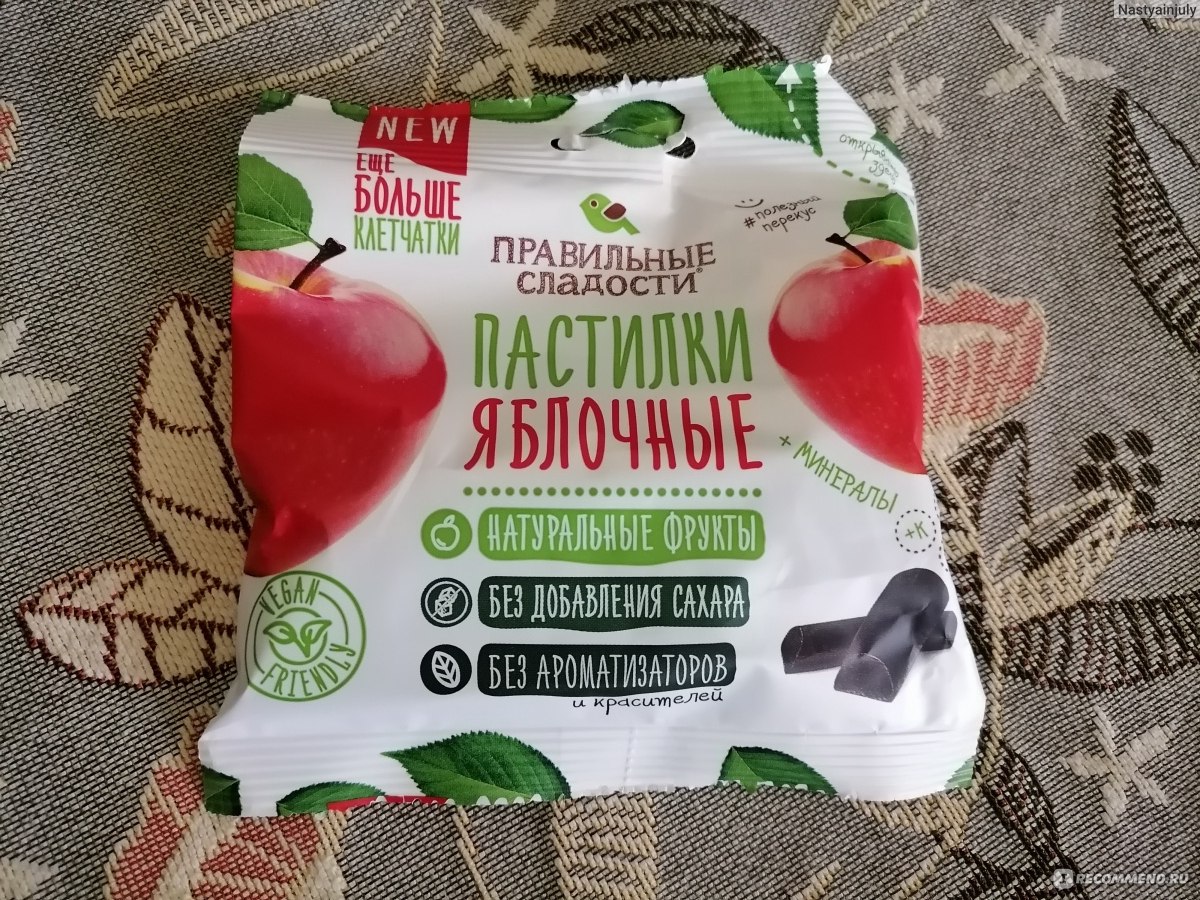 Nastyainjuly
NEW
ЕЩЕ
БОЛЬШЕ
КЛЕТЧАТКИ
#полезный
перекус
ПРАВИЛЬНЫЕ
СЛАДОСТИ®
ПАСТИЛКИ
ЯБЛОЧНЫЕ
+ МИНЕРАЛЫ
+К
НАТУРАЛЬНЫЕ ФРУКТЫ
БЕЗ ДОБАВЛЕНИЯ САХАРА
БЕЗ АРОМАТИЗАТОРОВ
и красителей
VEGAN
FRIENDLY
RECOMMEND.RU